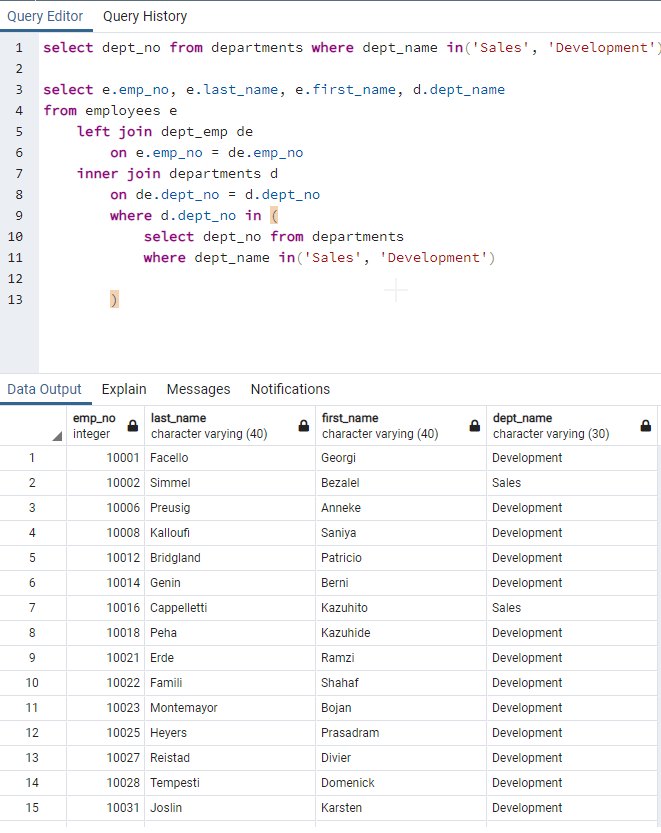 Query Editor Query History
1 select dept_no from departments where dept_name in('Sales', 'Development')
2
3 select e.emp_no, e.last_name, e.first_name, d.dept_name
4 from employees e
5 left join dept_emp de
6 on e.emp_no = de.emp_no
7 inner join departments d
8 on de.dept_no = d.dept_no
9 where d.dept_no in (
10 select dept_no from departments
11 where dept_name in('Sales', 'Development')
12
13 )
Data Output Explain Messages Notifications
emp_no last_name first_name dept_name
integer character varying (40) character varying (40) character varying (30)
1 10001 Facello Georgi Development
2 10002 Simmel Bezalel Sales
3 10006 Preusig Anneke Development
4 10008 Kalloufi Saniya Development
5 10012 Bridgland Patricio Development
6 10014 Genin Berni Development
7 10016 Cappelletti Kazuhito Sales
8 10018 Peha Kazuhide Development
9 10021 Erde Ramzi Development
10 10022 Famili Shahaf Development
11 10023 Montemayor Bojan Development
12 10025 Heyers Prasadram Development
13 10027 Reistad Divier Development
14 10028 Tempesti Domenick Development
15 10031 Joslin Karsten Development